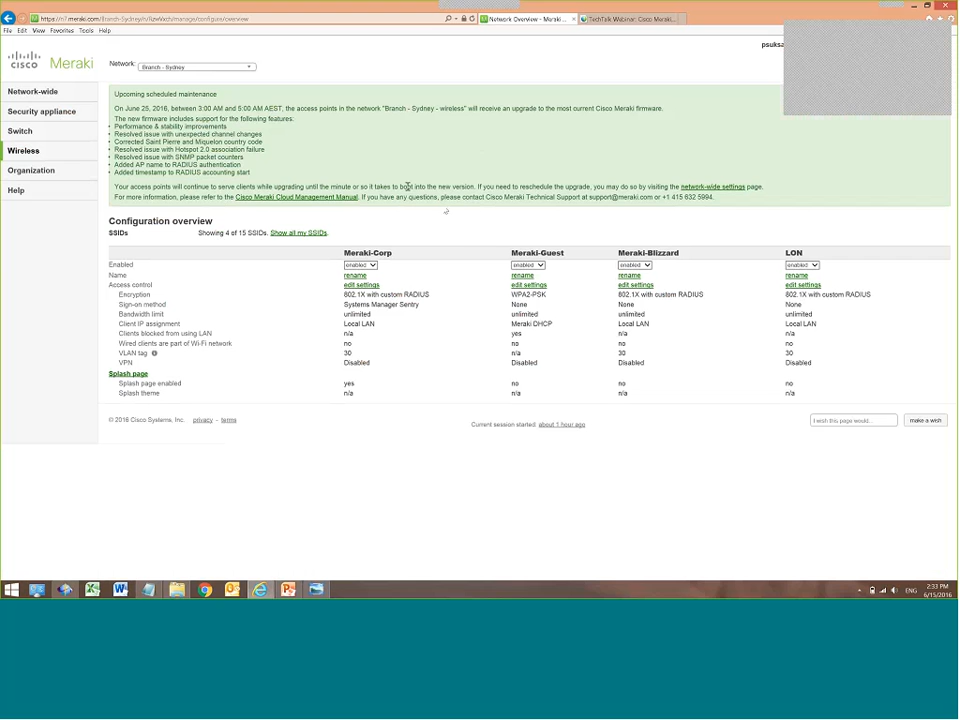 Network Overview - Meraki ...
TechTalk Webinar: Cisco Meraki...
File Edit View Favorites Tools Help
CISCO Meraki
Network: Branch - Sydney
psuksa
Network-wide
Security appliance
Switch
Wireless
Organization
Help
Upcoming scheduled maintenance
On June 25, 2016, between 3:00 AM and 5:00 AM AEST, the access points in the network "Branch - Sydney - wireless" will receive an upgrade to the most current Cisco Meraki firmware.
The new firmware includes support for the following features:
Performance & stability improvements
Resolved issue with unexpected channel changes
Corrected Saint Pierre and Miquelon country code
Resolved issue with Hotspot 2.0 association failure
Resolved issue with SNMP packet counters
Added AP name to RADIUS authentication
Added timestamp to RADIUS accounting start
Your access points will continue to serve clients while upgrading until the minute or so it takes to boot into the new version. If you need to reschedule the upgrade, you may do so by visiting the network-wide settings page.
For more information, please refer to the Cisco Meraki Cloud Management Manual. If you have any questions, please contact Cisco Meraki Technical Support at support@meraki.com or +1 415 632 5994.
Configuration overview
SSIDs Showing 4 of 15 SSIDs. Show all my SSIDs.
Meraki-Corp Meraki-Guest Meraki-Blizzard LON
Enabled enabled enabled enabled enabled
Name rename rename rename rename
Access control edit settings edit settings edit settings edit settings
Encryption 802.1X with custom RADIUS WPA2-PSK 802.1X with custom RADIUS 802.1X with custom RADIUS
Sign-on method Systems Manager Sentry None None None
Bandwidth limit unlimited unlimited unlimited unlimited
Client IP assignment Local LAN Meraki DHCP Local LAN Local LAN
Clients blocked from using LAN n/a yes n/a n/a
Wired clients are part of Wi-Fi network no no no no
VLAN tag 30 n/a 30 30
VPN Disabled Disabled Disabled Disabled
Splash page
Splash page enabled yes no no no
Splash theme n/a n/a n/a n/a
© 2016 Cisco Systems, Inc. privacy - terms
Current session started: about 1 hour ago
I wish this page would... make a wish
ENG 2:33 PM
6/15/2016